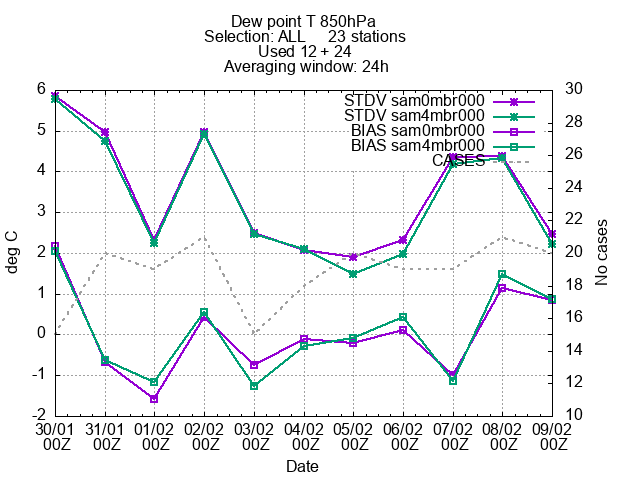 Dew point T 850hPa
Selection: ALL 23 stations
Used 12 + 24
Averaging window: 24h
STDV sam0mbr000
STDV sam4mbr000
BIAS sam0mbr000
BIAS sam4mbr000
CASES
deg C
6
5
4
3
2
1
0
-1
-2
30
28
26
24
22
20
18
16
14
12
10
No cases
30/01 31/01 01/02 02/02 03/02 04/02 05/02 06/02 07/02 08/02 09/02
00Z 00Z 00Z 00Z 00Z 00Z 00Z 00Z 00Z 00Z 00Z
Date